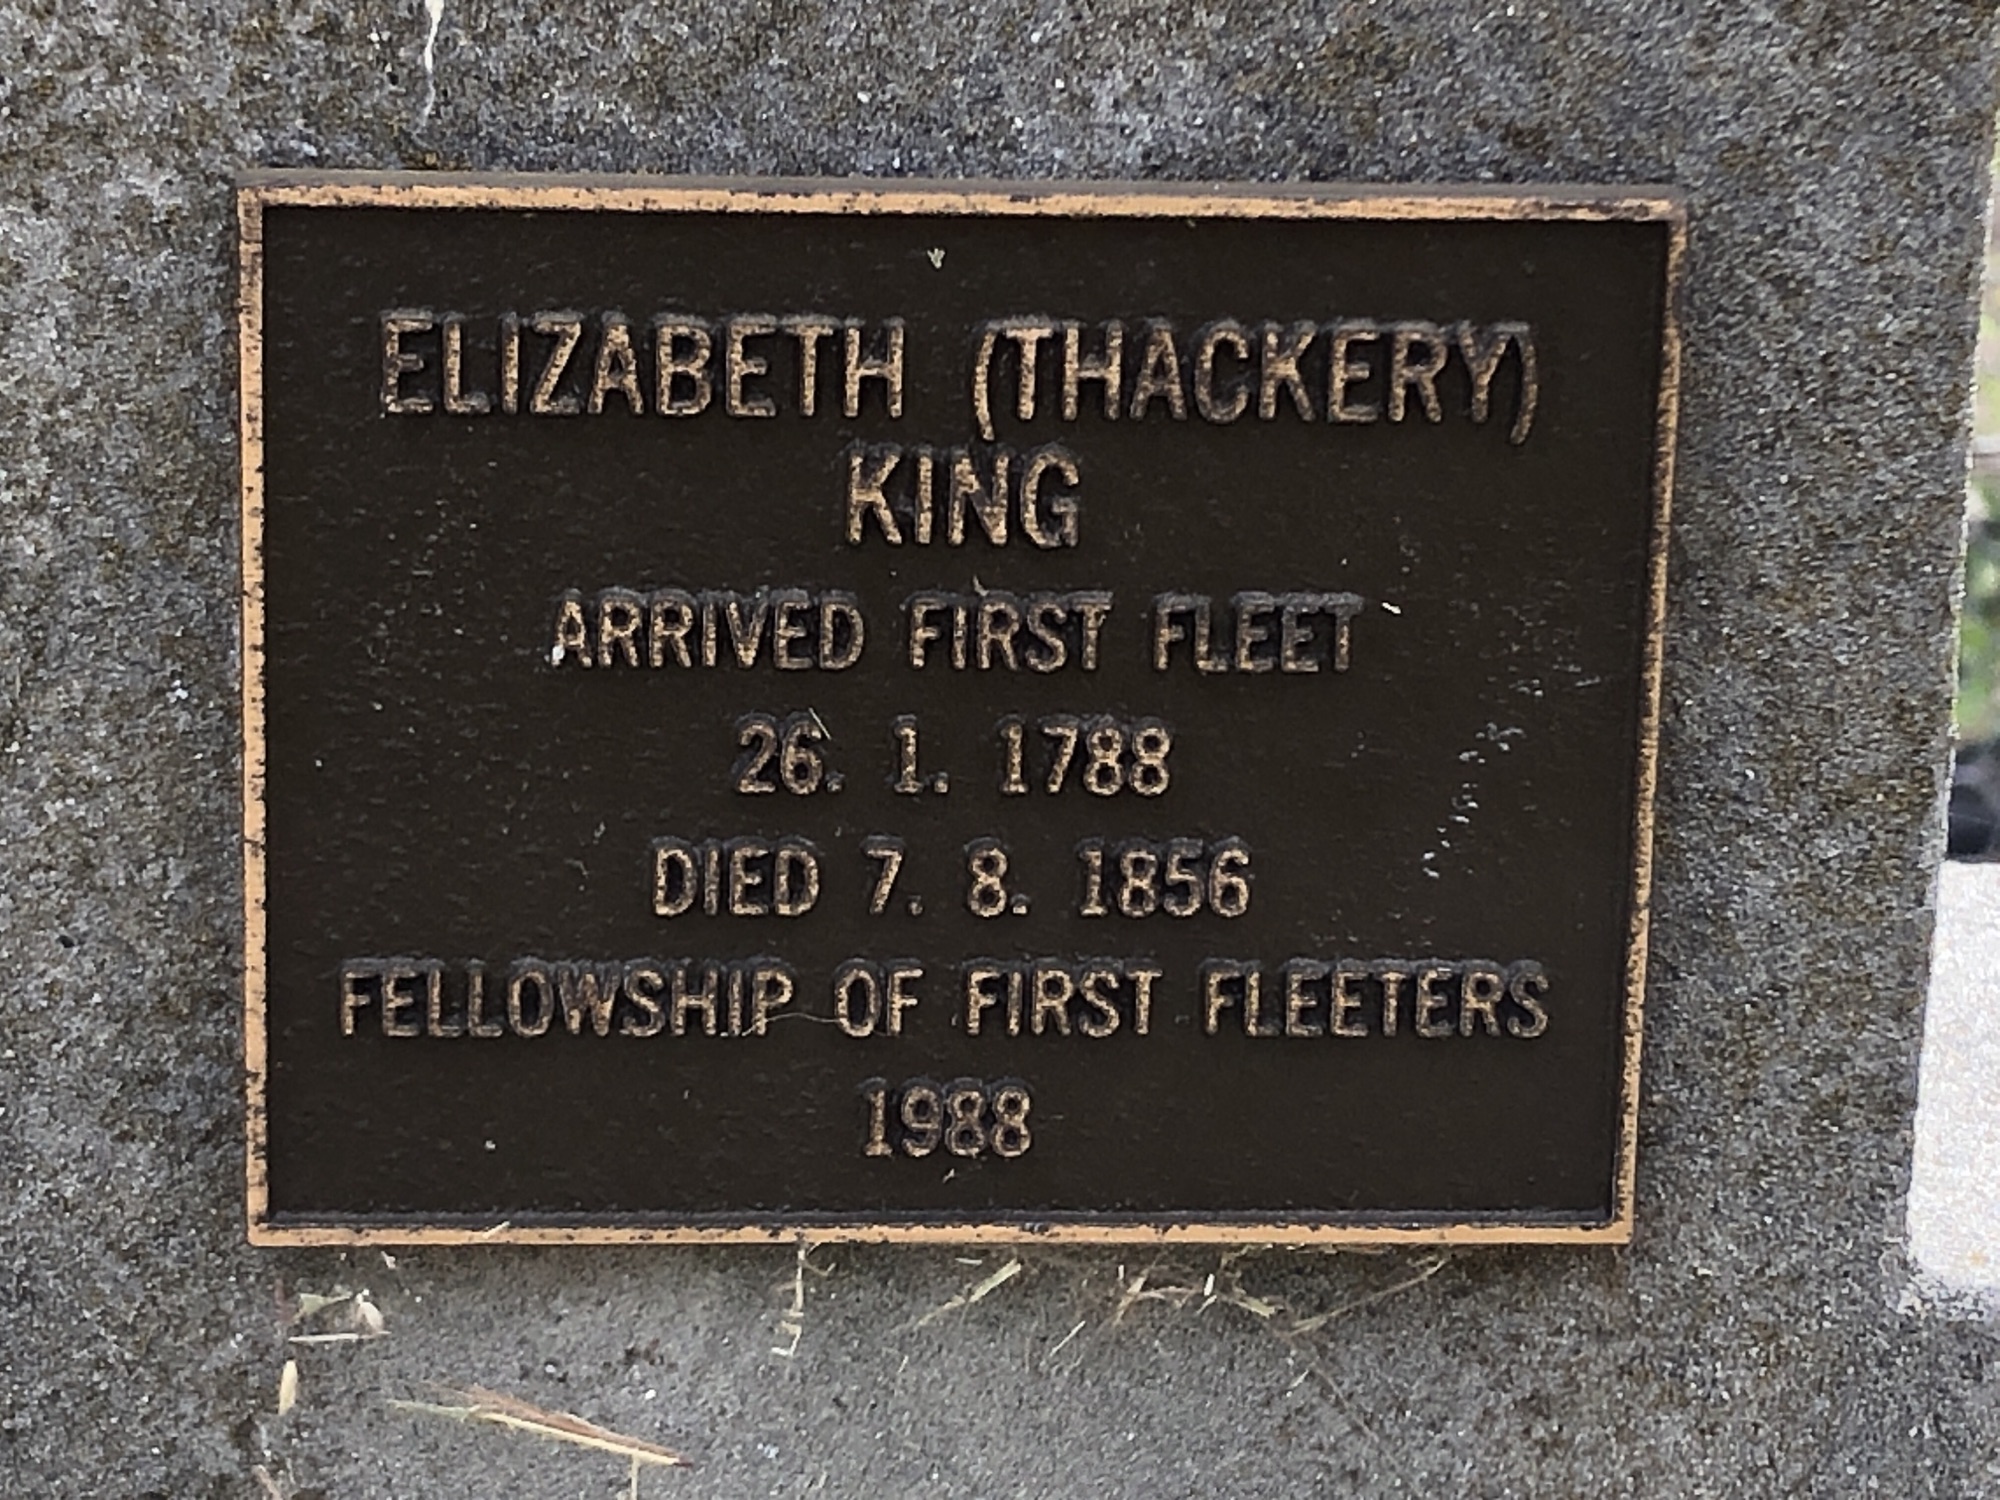 ELIZABETH (THACKERY)
KING
ARRIVED FIRST FLEET
26. 1. 1788
DIED 7. 8. 1856
FELLOWSHIP OF FIRST FLEETERS
1988